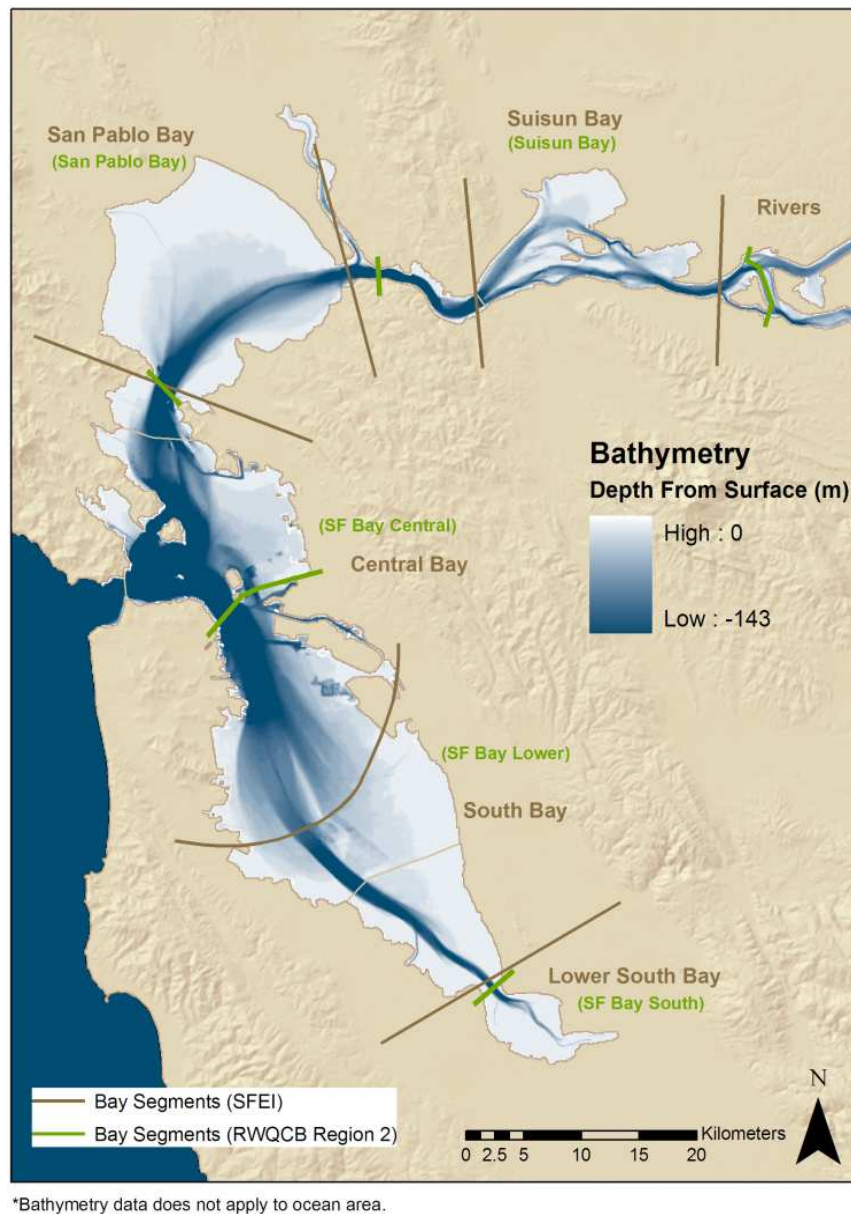 San Pablo Bay
(San Pablo Bay)
Suisun Bay
(Suisun Bay)
Rivers
Bathymetry
Depth From Surface (m)
High : 0
Low : -143
(SF Bay Central)
Central Bay
(SF Bay Lower)
South Bay
Lower South Bay
(SF Bay South)
Bay Segments (SFEI)
Bay Segments (RWQCB Region 2)
N
Kilometers
0 2.5 5 10 15 20
*Bathymetry data does not apply to ocean area.